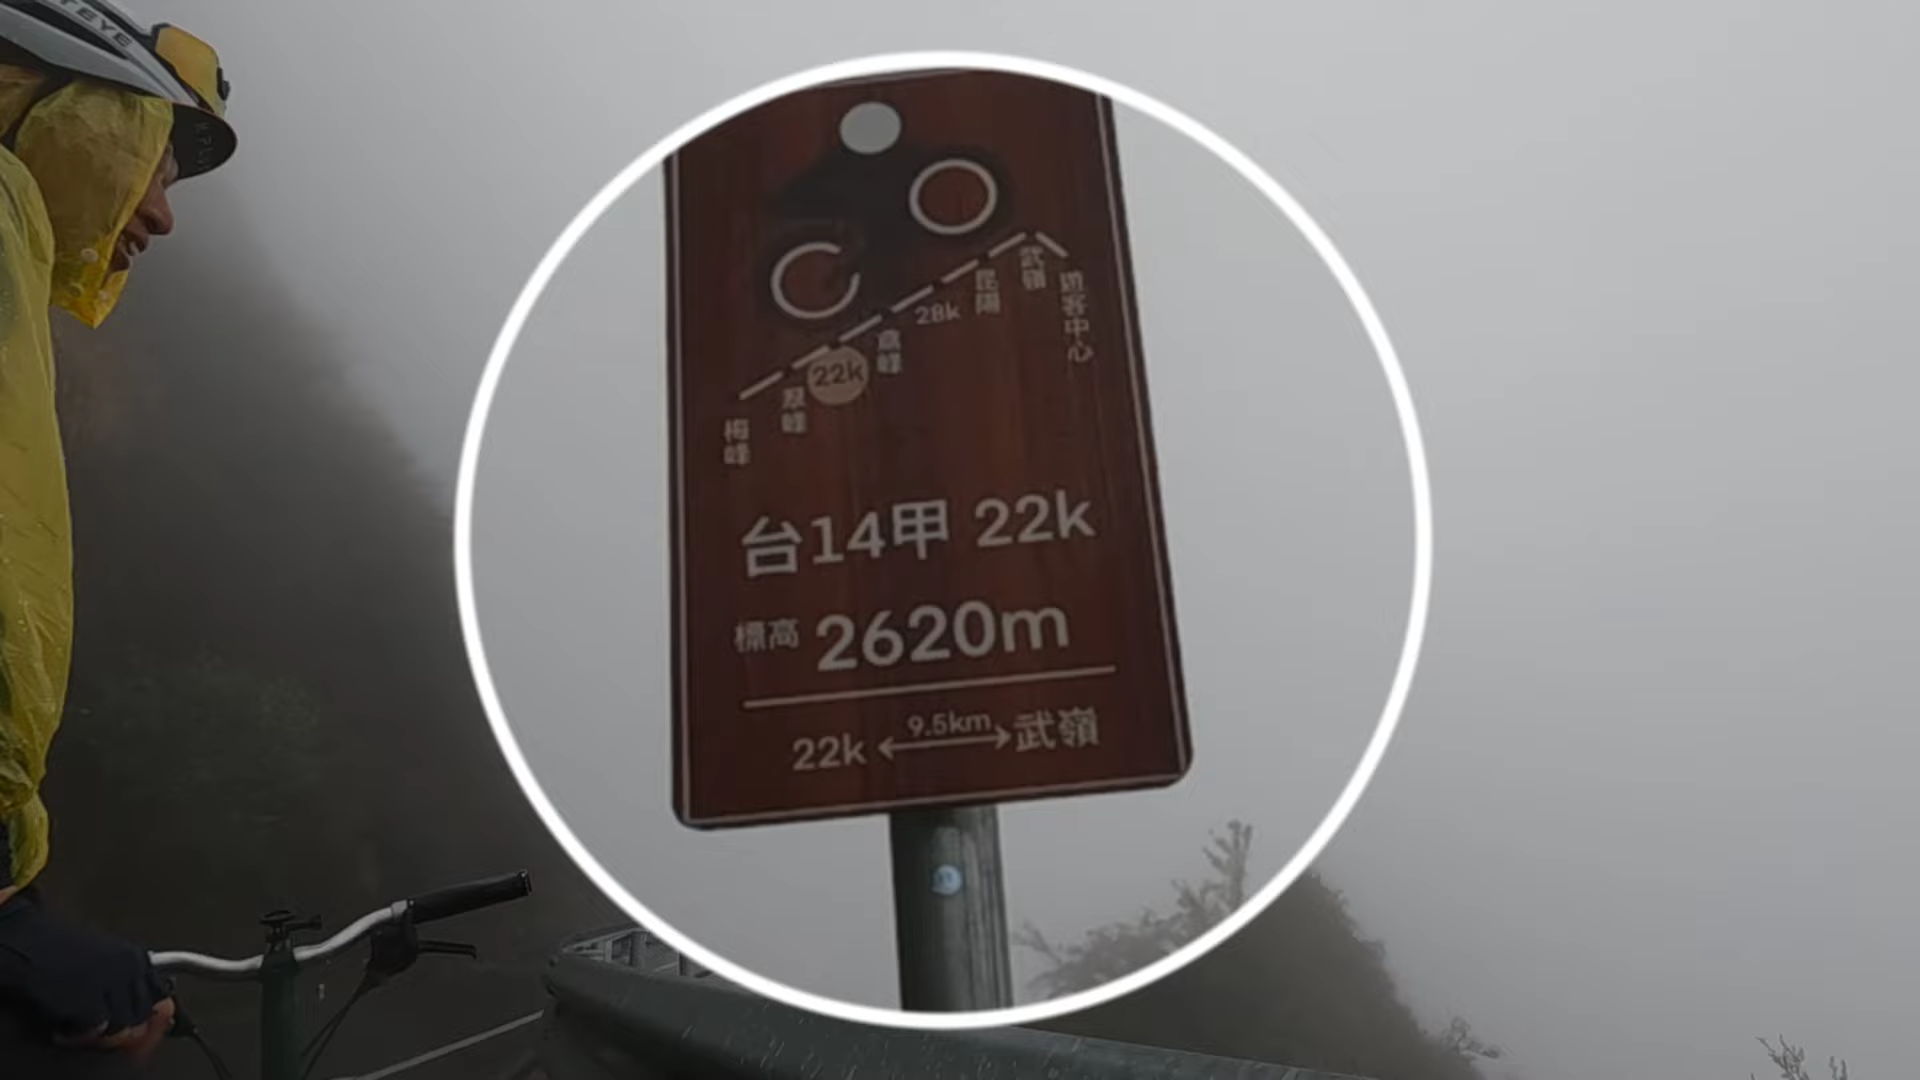 TEYE
武嶺
昆陽
遊客中心
28k
鳶峰
22k
翠峰
梅峰
台14甲 22k
標高 2620m
9.5km
22k 武嶺